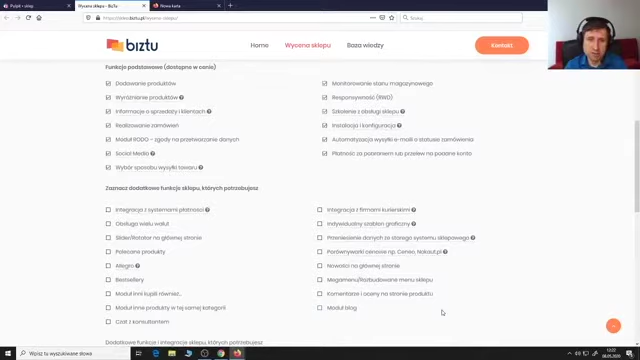 Pulpit • sklep
Wycena sklepu - BizTu
Nowa karta
https://sklep.biztu.pl/wycena-sklepu/
Szukaj
biztu
Home
Wycena sklepu
Baza wiedzy
Kontakt
Funkcje podstawowe (dostępne w cenie)
Dodawanie produktów
Monitorowanie stanu magazynowego
Wyróżnianie produktów
Responsywność (RWD)
Informacje o sprzedaży i klientach
Szkolenie z obsługi sklepu
Realizowanie zamówień
Instalacja i konfiguracja
Moduł RODO – zgody na przetwarzanie danych
Automatyzacja wysyłki e-mail o statusie zamówienia
Social Media
Płatność za pobraniem lub przelew na podane konto
Wybór sposobu wysyłki towaru
Zaznacz dodatkowe funkcje sklepu, których potrzebujesz
Integracja z systemami płatności
Integracja z firmami kurierskimi
Obsługa wielu walut
Indywidualny szablon graficzny
Slider/Rotator na głównej stronie
Przeniesienie danych ze starego systemu sklepowego
Polecane produkty
Porównywarki cenowe np. Ceneo, Nokaut.pl
Allegro
Nowości na głównej stronie
Bestsellery
Megamenu/Rozbudowane menu sklepu
Moduł inni kupili również..
Komentarze i oceny na stronie produktu
Moduł inne produkty w tej samej kategorii
Moduł blog
Czat z konsultantem
Dodatkowe funkcje i integracje sklepu, których potrzebujesz
Wpisz tu wyszukiwane słowa
12:22
08.05.2020